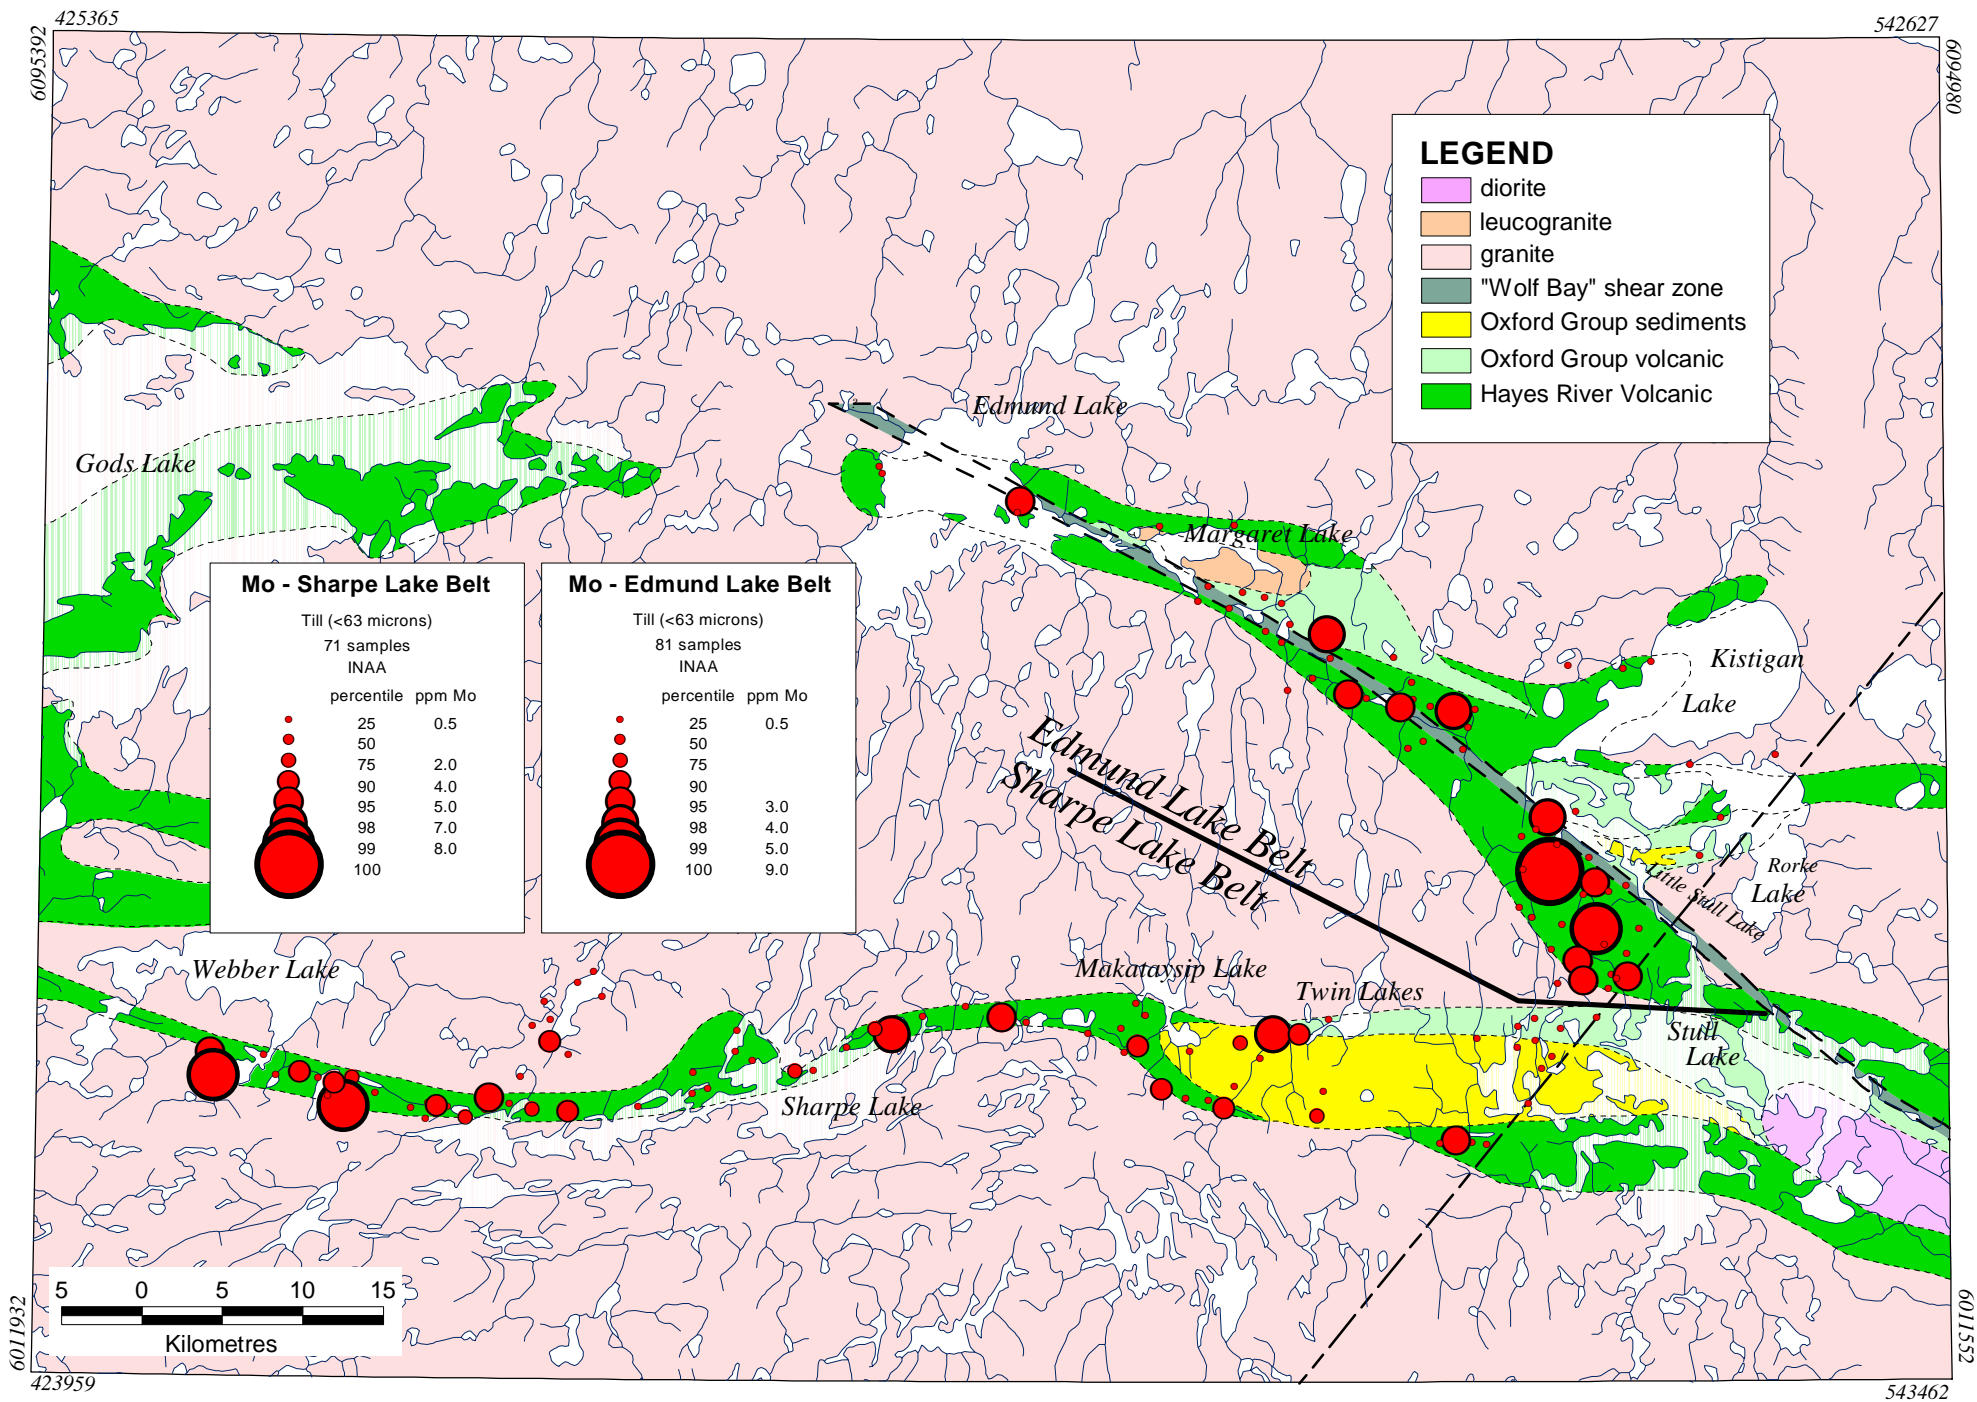 425365
542627
6095392
6094980
LEGEND
diorite
leucogranite
granite
"Wolf Bay" shear zone
Oxford Group sediments
Oxford Group volcanic
Hayes River Volcanic
Edmund Lake
Gods Lake
Margaret Lake
Mo - Sharpe Lake Belt
Till (<63 microns)
71 samples
INAA
percentile ppm Mo
25 0.5
50
75 2.0
90 4.0
95 5.0
98 7.0
99 8.0
100
Mo - Edmund Lake Belt
Till (<63 microns)
81 samples
INAA
percentile ppm Mo
25 0.5
50
75
90
95 3.0
98 4.0
99 5.0
100 9.0
Kistigan
Lake
Edmund Lake Belt
Sharpe Lake Belt
Rorke
Lake
Little Stull Lake
Webber Lake
Makataysip Lake
Twin Lakes
Stull
Lake
Sharpe Lake
5 0 5 10 15
Kilometres
6011932
6011552
423959
543462